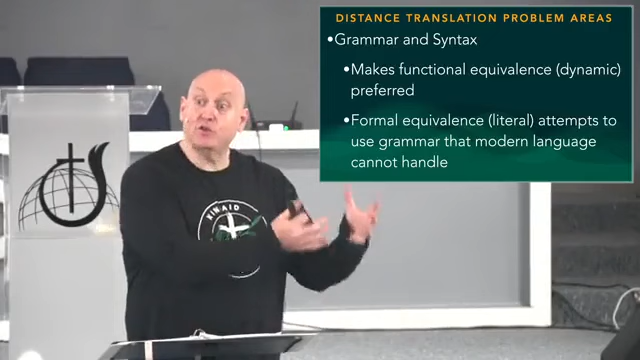 DISTANCE TRANSLATION PROBLEM AREAS
•Grammar and Syntax
•Makes functional equivalence (dynamic)
preferred
•Formal equivalence (literal) attempts to
use grammar that modern language
cannot handle